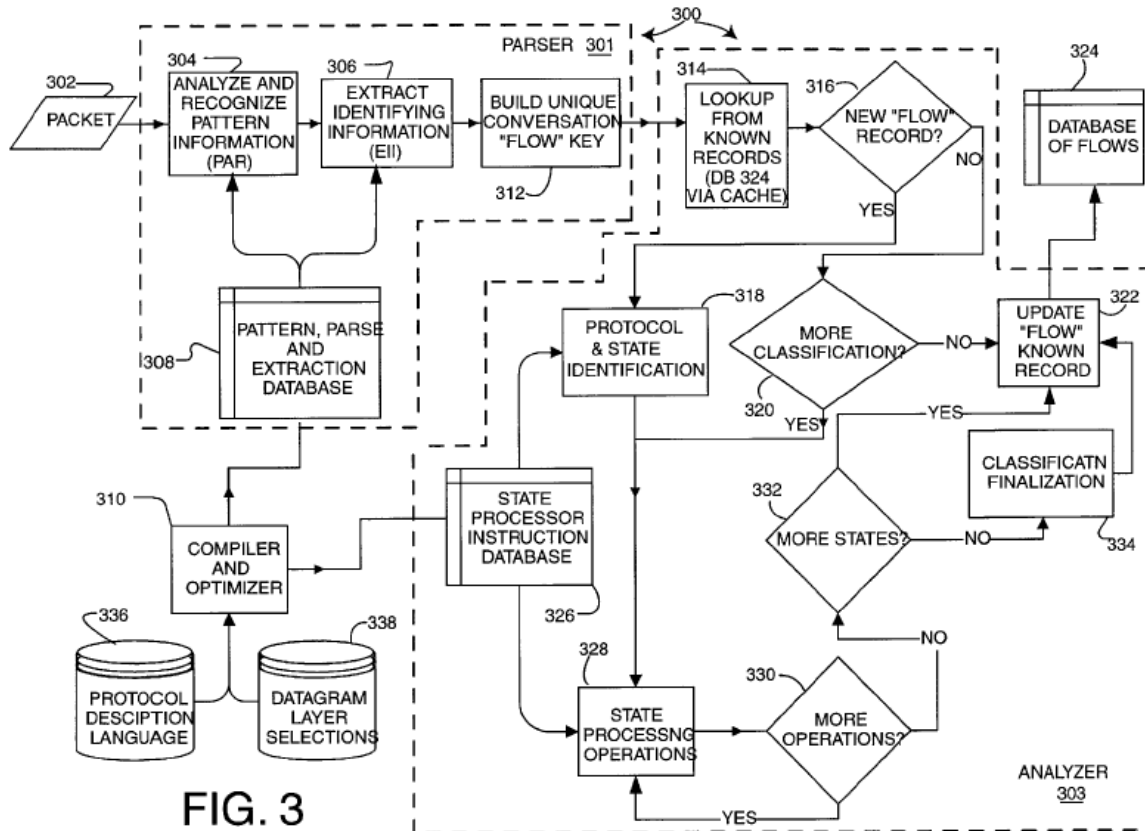 300
PARSER 301
302
PACKET
304
ANALYZE AND
RECOGNIZE
PATTERN
INFORMATION
(PAR)
306
EXTRACT
IDENTIFYING
INFORMATION
(EII)
BUILD UNIQUE
CONVERSATION
"FLOW" KEY
312
314
LOOKUP
FROM
KNOWN
RECORDS
(DB 324
VIA CACHE)
316
NEW "FLOW"
RECORD?
NO
YES
324
DATABASE
OF FLOWS
308
PATTERN, PARSE
AND
EXTRACTION
DATABASE
318
PROTOCOL
& STATE
IDENTIFICATION
MORE
CLASSIFICATION?
320
NO
YES
322
UPDATE
"FLOW"
KNOWN
RECORD
YES
CLASSIFICATN
FINALIZATION
334
310
COMPILER
AND
OPTIMIZER
STATE
PROCESSOR
INSTRUCTION
DATABASE
326
332
MORE STATES?
NO
NO
336
PROTOCOL
DESCIPTION
LANGUAGE
338
DATAGRAM
LAYER
SELECTIONS
328
STATE
PROCESSNG
OPERATIONS
330
MORE
OPERATIONS?
YES
ANALYZER
303
FIG. 3